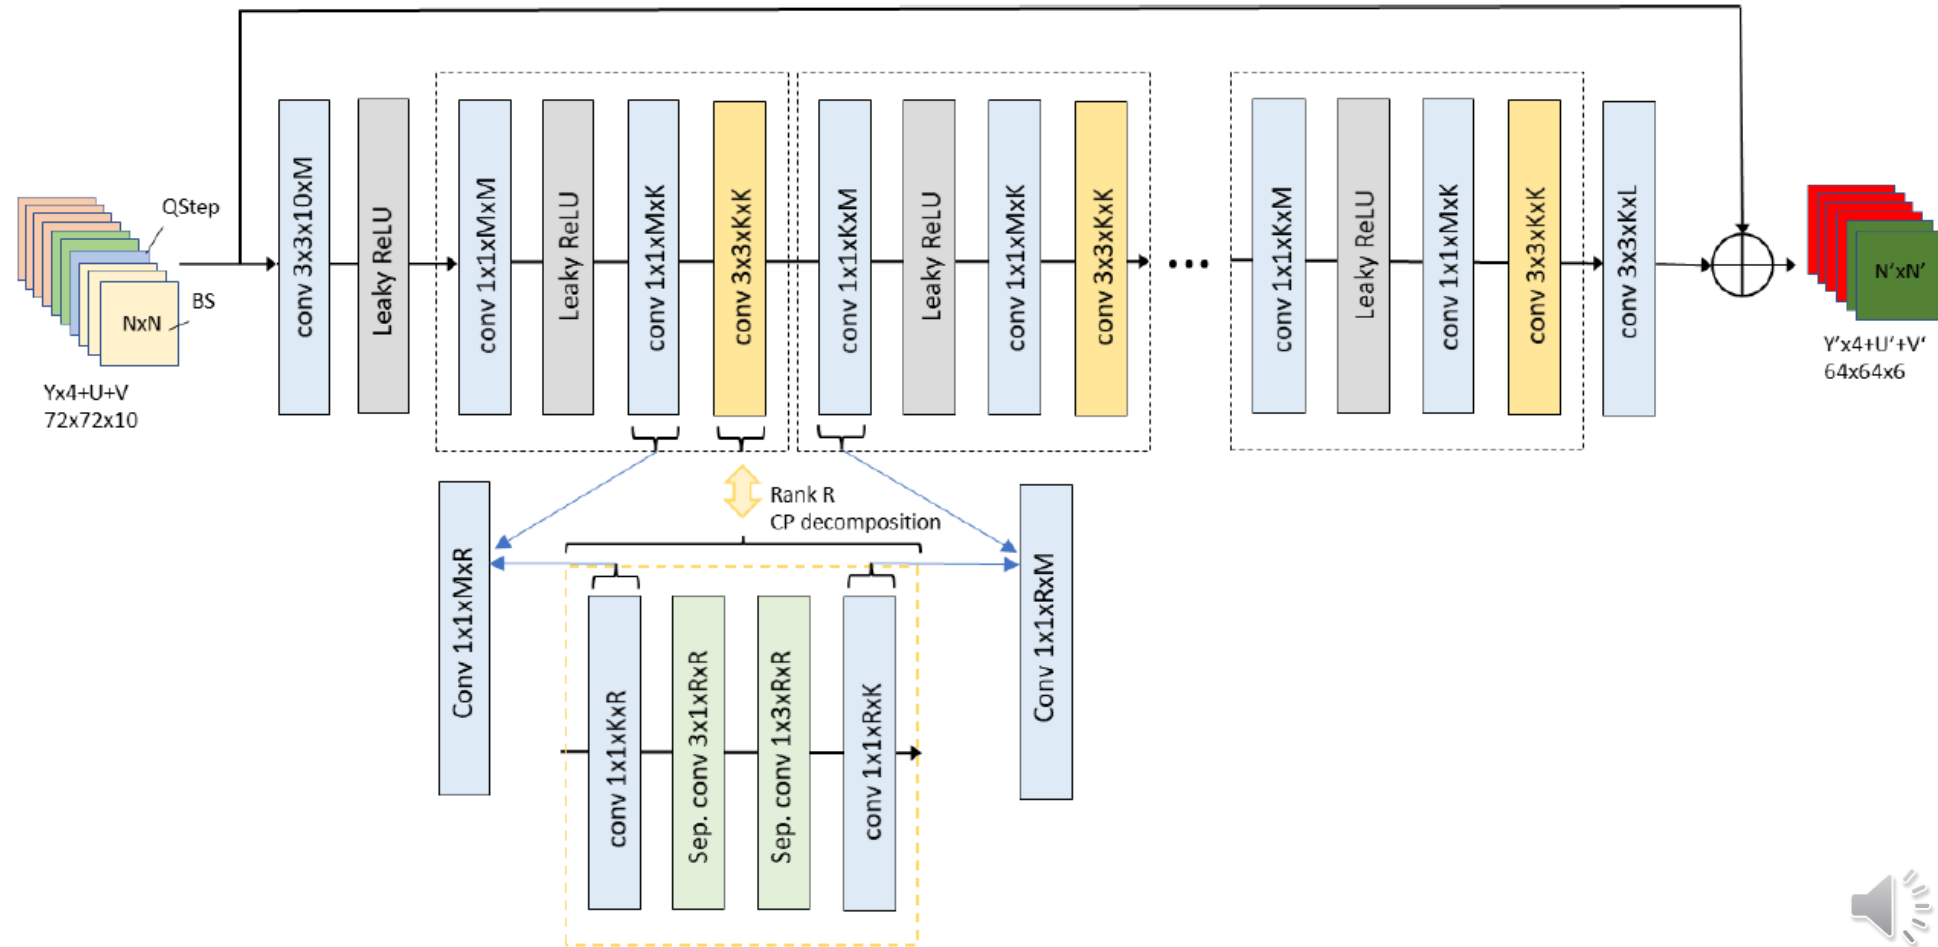 QStep
BS
NxN
Yx4+U+V
72x72x10
conv 3x3x10xM
Leaky ReLU
conv 1x1xMxM
Leaky ReLU
conv 1x1xMxK
conv 3x3xKxK
conv 1x1xKxM
Leaky ReLU
conv 1x1xMxK
conv 3x3xKxK
...
conv 1x1xKxM
Leaky ReLU
conv 1x1xMxK
conv 3x3xKxK
conv 3x3xKxL
N'xN'
Y'x4+U'+V'
64x64x6
Rank R
CP decomposition
Conv 1x1xMxR
conv 1x1xKxR
Sep. conv 3x1xRxR
Sep. conv 1x3xRxR
conv 1x1xRxK
Conv 1x1xRxM